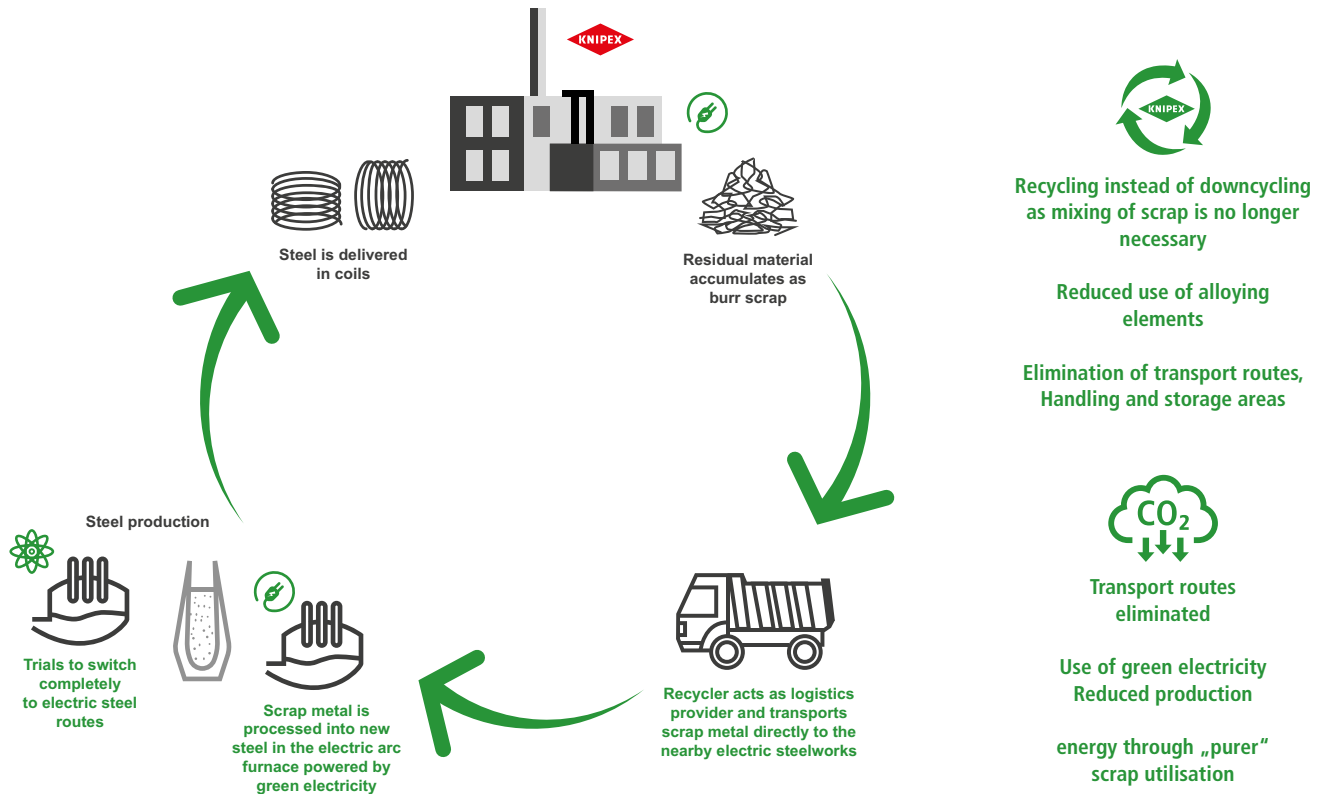 KNIPEX
Steel is delivered
in coils
Residual material
accumulates as
burr scrap
Recycler acts as logistics
provider and transports
scrap metal directly to the
nearby electric steelworks
Scrap metal is
processed into new
steel in the electric arc
furnace powered by
green electricity
Steel production
Trials to switch
completely
to electric steel
routes
KNIPEX
Recycling instead of downcycling
as mixing of scrap is no longer
necessary
Reduced use of alloying
elements
Elimination of transport routes,
Handling and storage areas
CO₂
Transport routes
eliminated
Use of green electricity
Reduced production
energy through „purer“
scrap utilisation